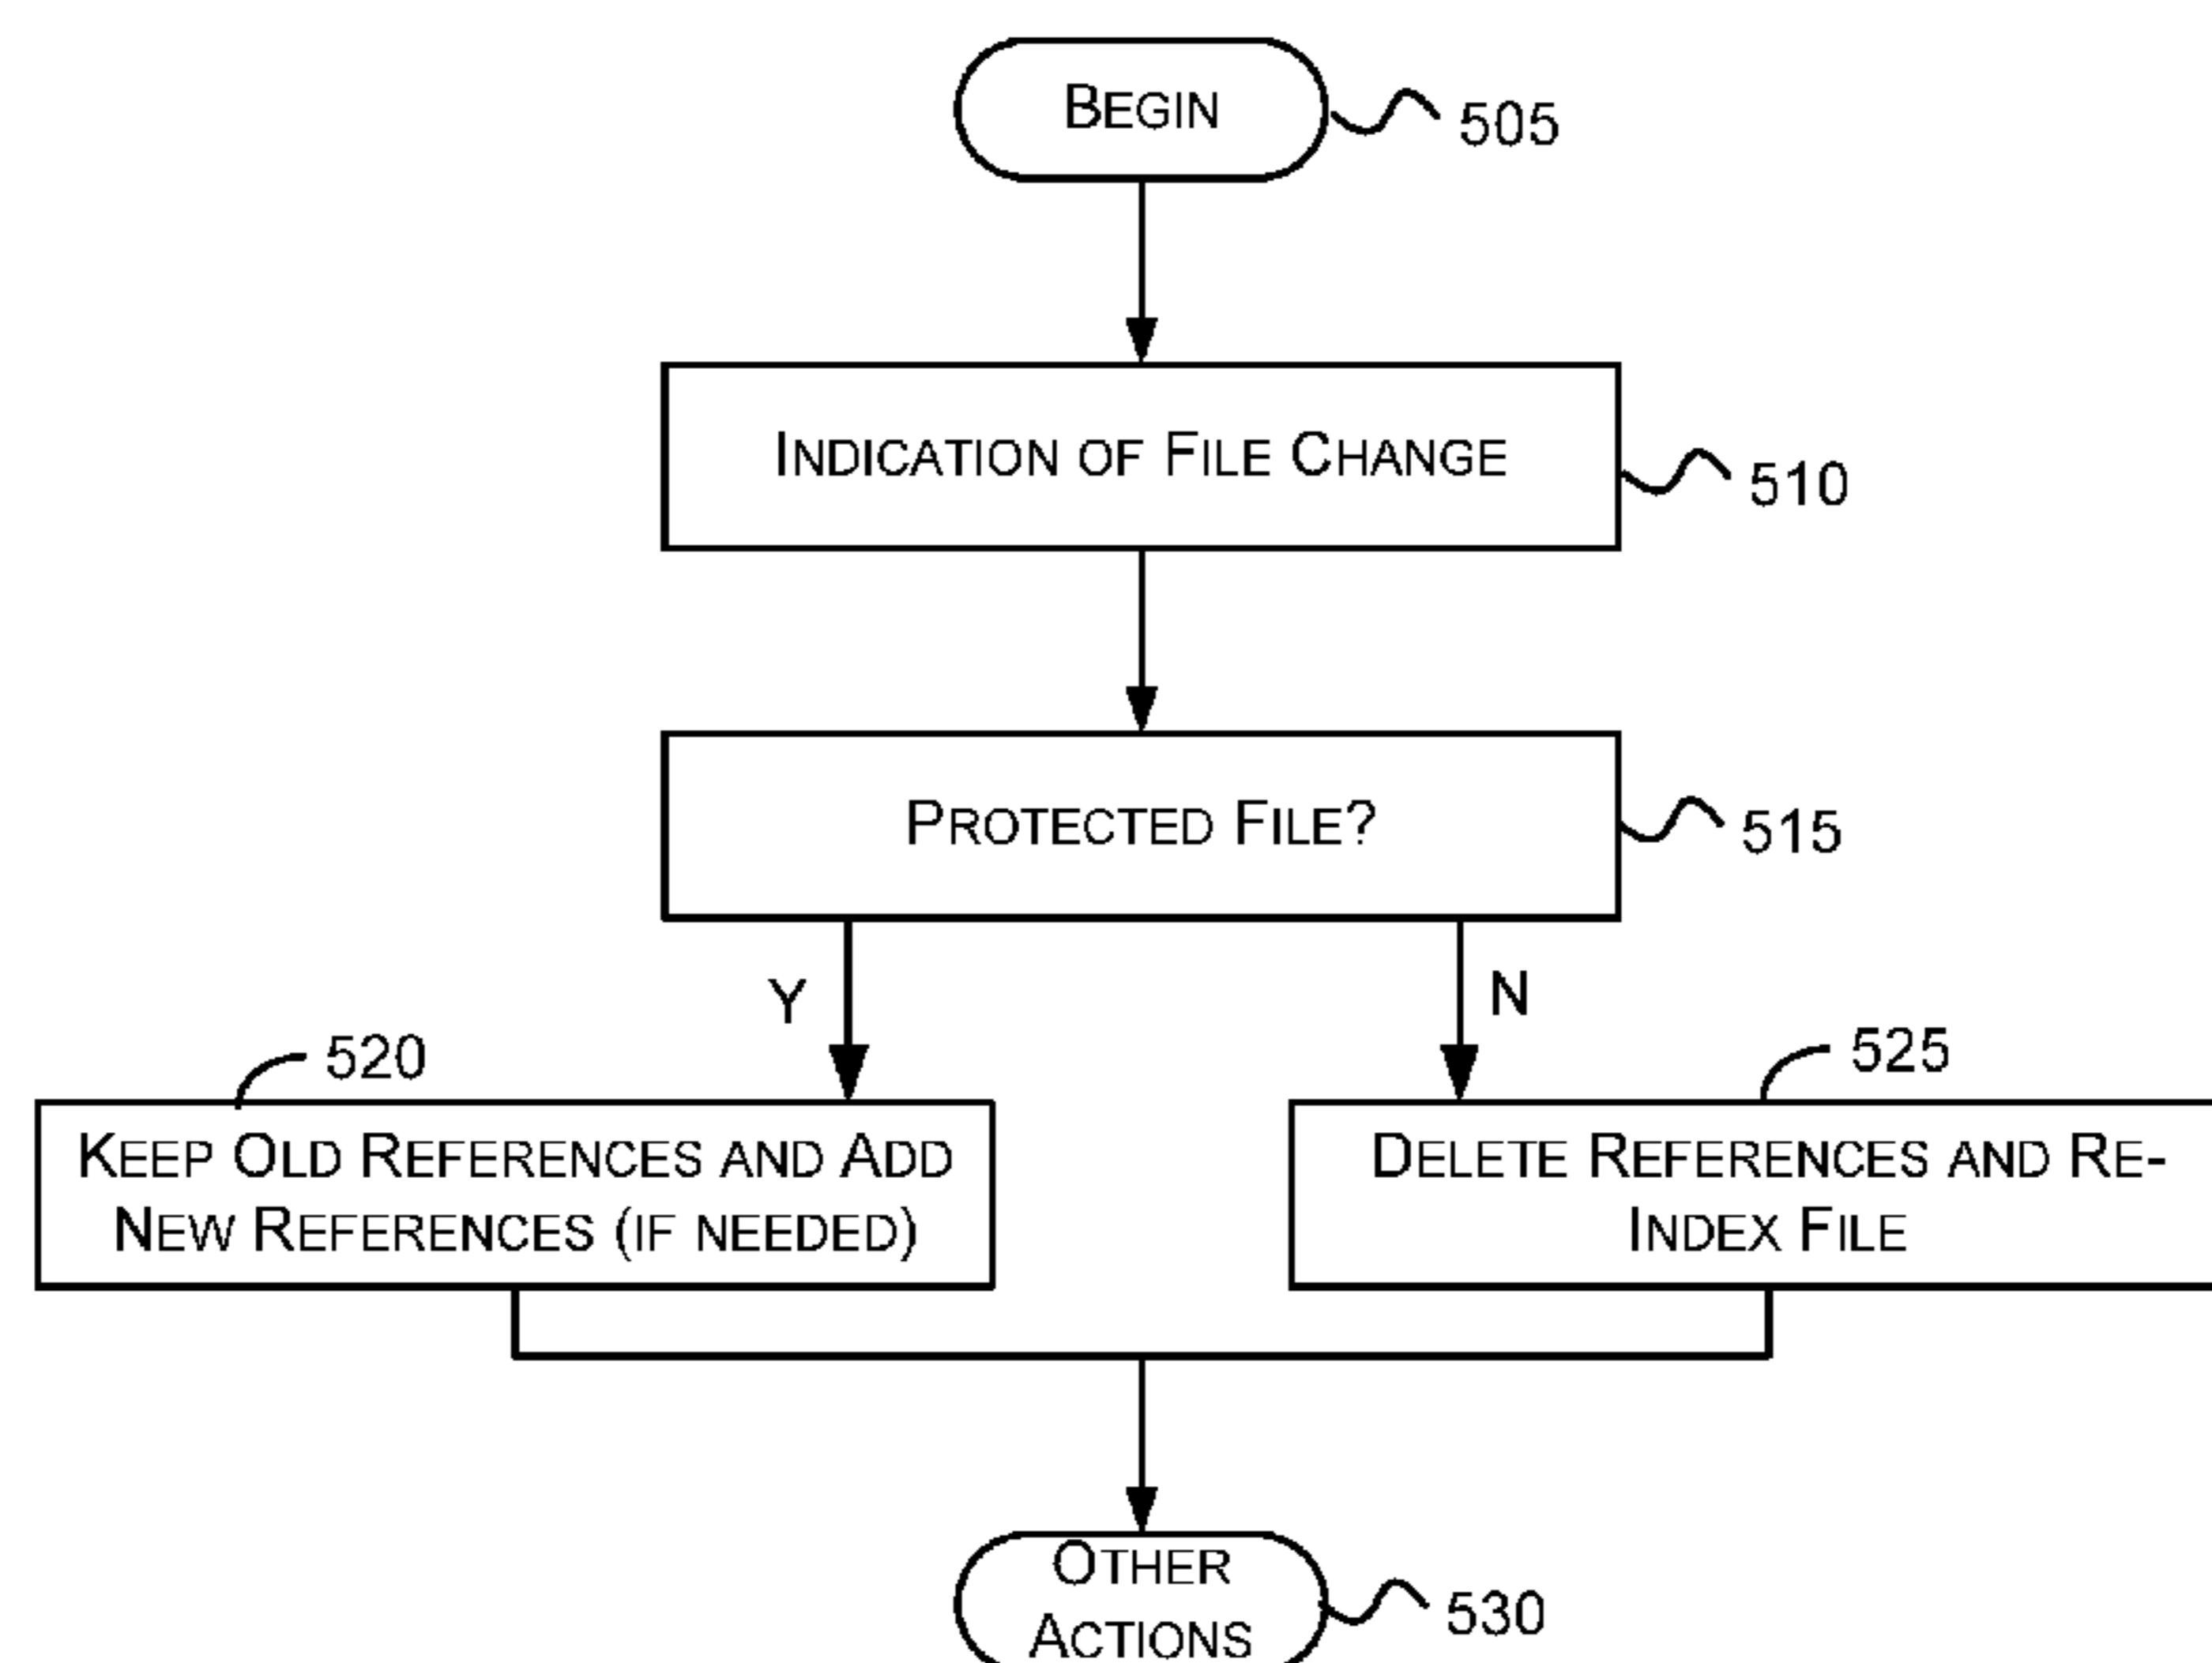 BEGIN
505
INDICATION OF FILE CHANGE
510
PROTECTED FILE?
515
Y
N
520
525
KEEP OLD REFERENCES AND ADD
NEW REFERENCES (IF NEEDED)
DELETE REFERENCES AND RE-
INDEX FILE
OTHER
ACTIONS
530